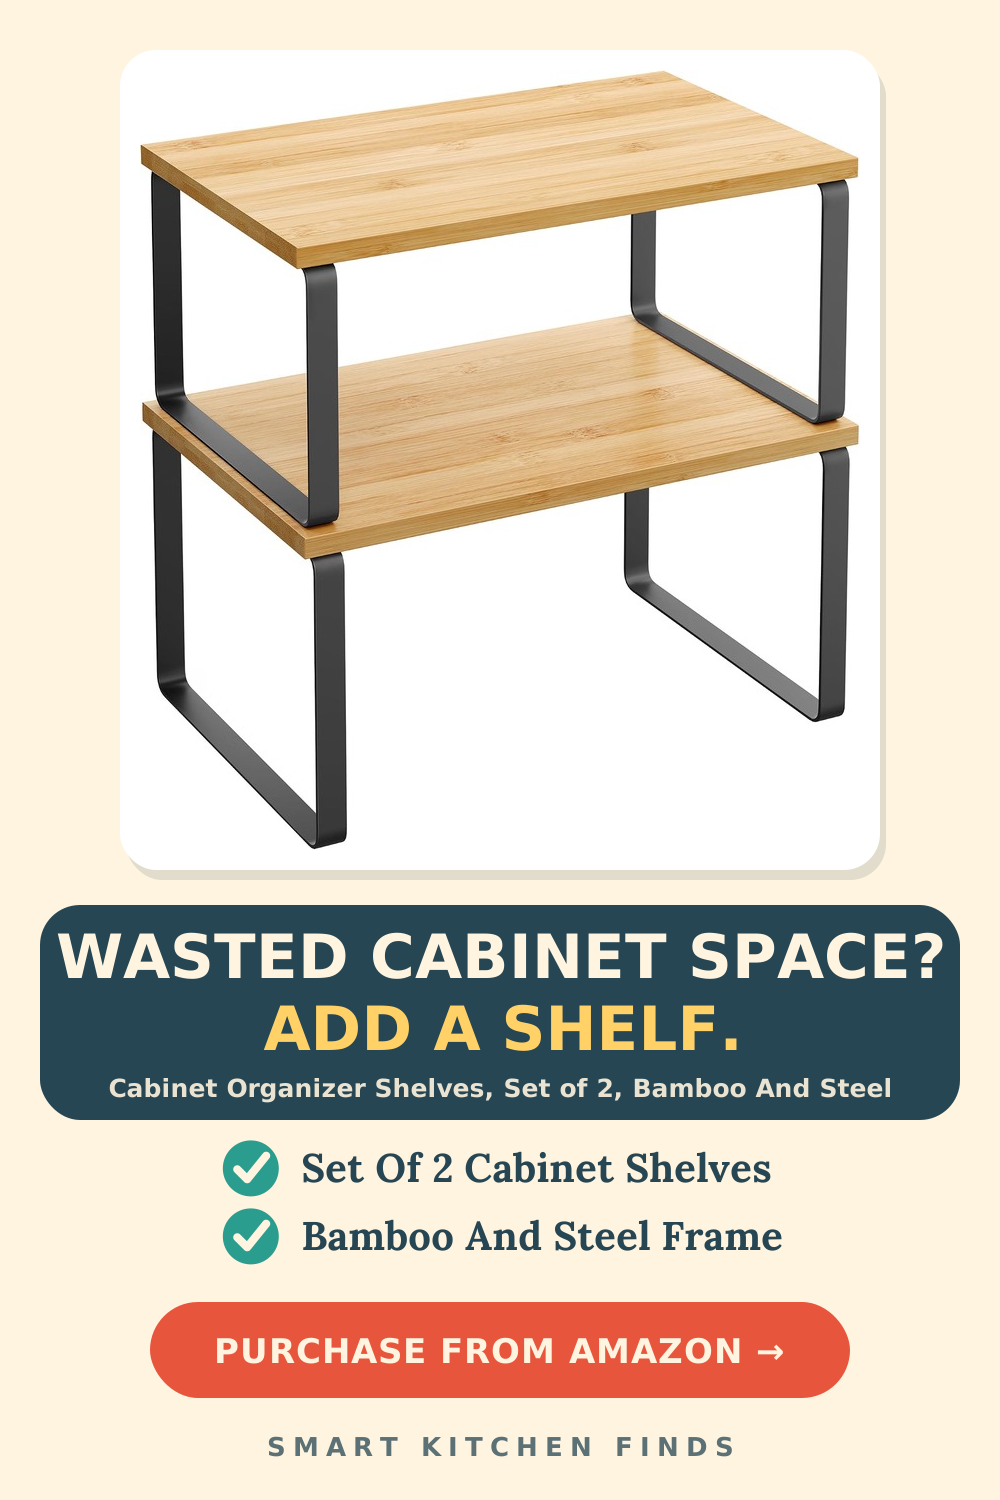 WASTED CABINET SPACE?
ADD A SHELF.
Cabinet Organizer Shelves, Set of 2, Bamboo And Steel
Set Of 2 Cabinet Shelves
Bamboo And Steel Frame
PURCHASE FROM AMAZON →
SMART KITCHEN FINDS